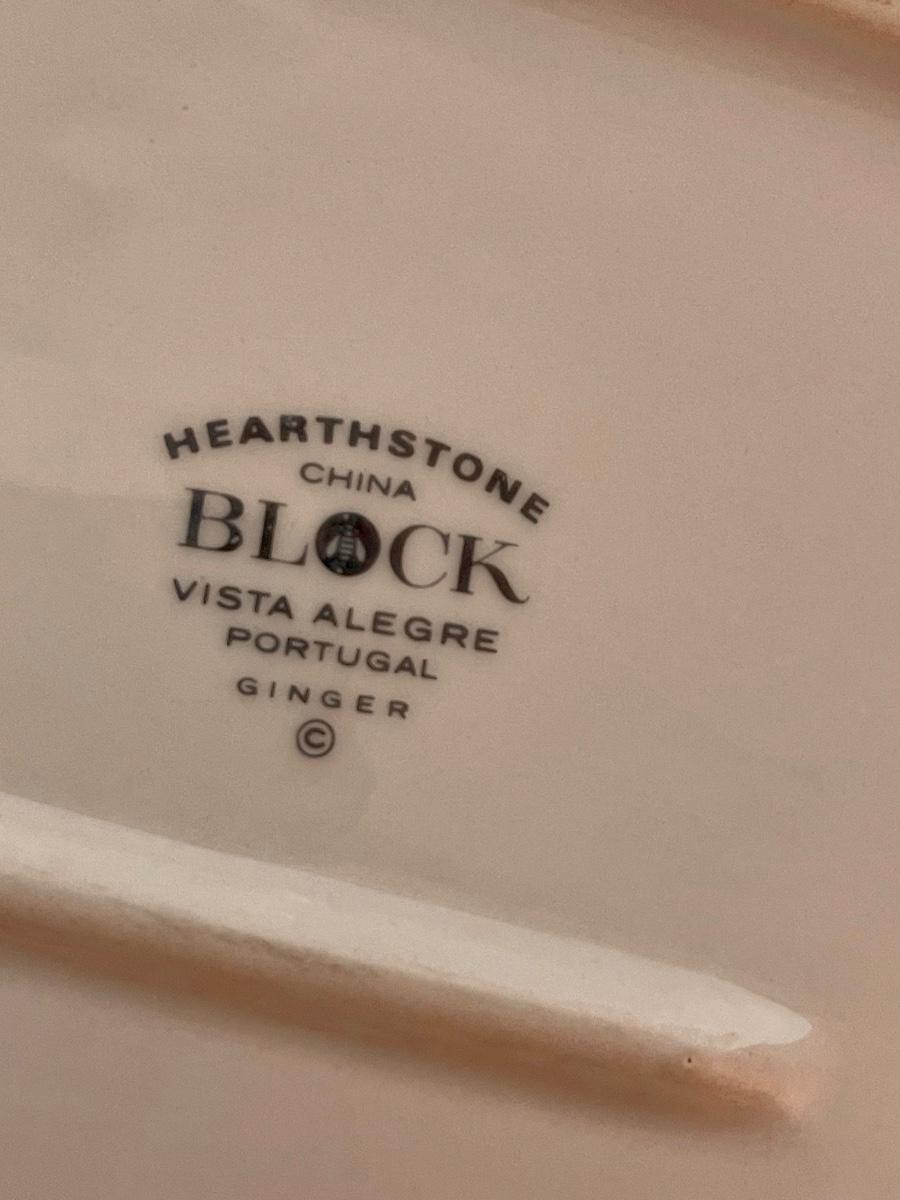 HEARTHSTONE
CHINA
BLOCK
VISTA ALEGRE
PORTUGAL
GINGER
©